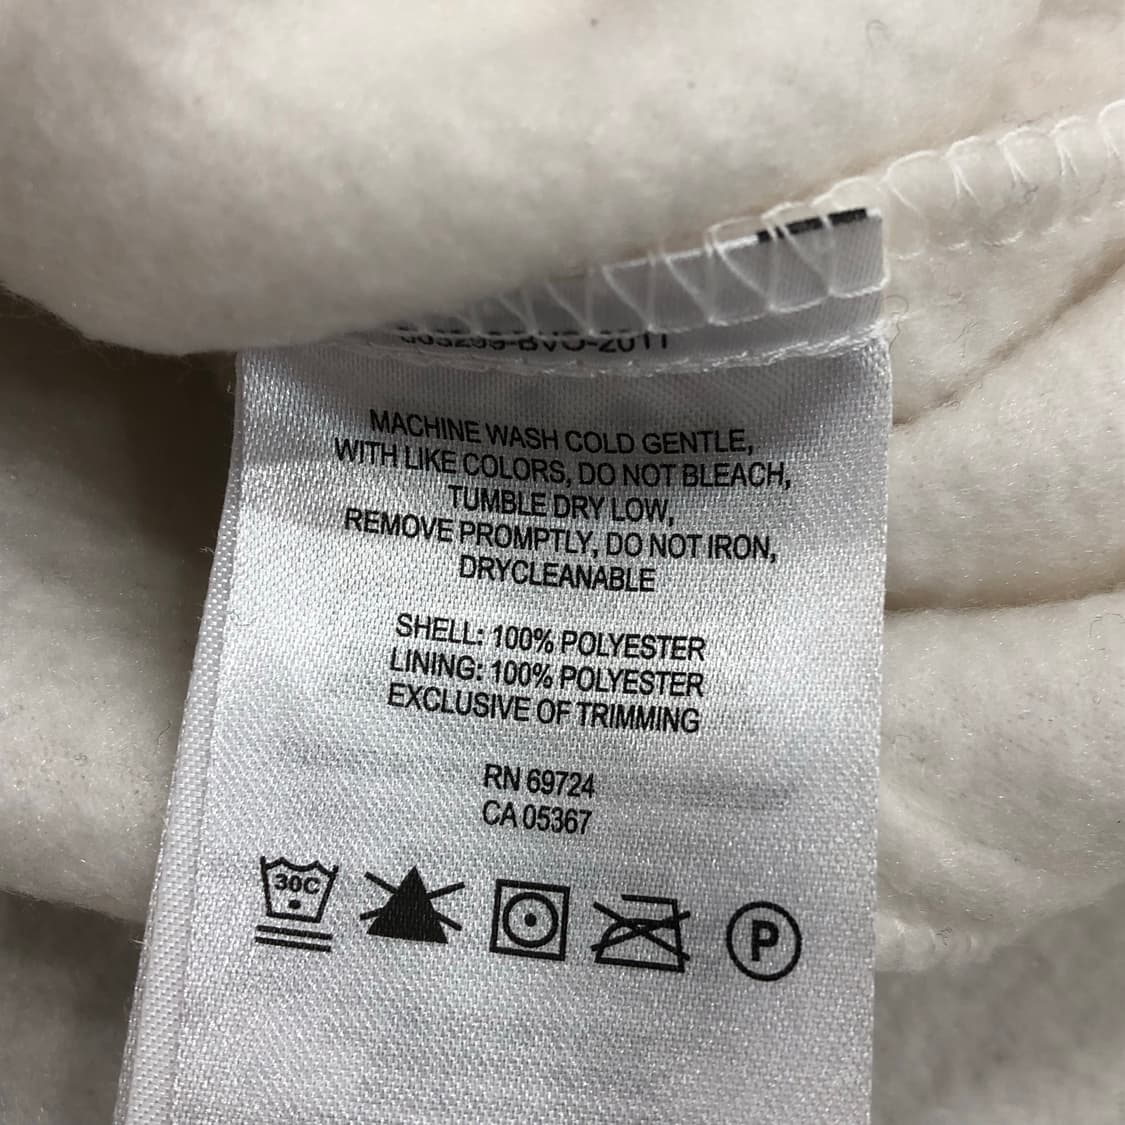 MACHINE WASH COLD GENTLE,
WITH LIKE COLORS, DO NOT BLEACH,
TUMBLE DRY LOW,
REMOVE PROMPTLY, DO NOT IRON,
DRYCLEANABLE
SHELL: 100% POLYESTER
LINING: 100% POLYESTER
EXCLUSIVE OF TRIMMING
RN 69724
CA 05367
30C
P